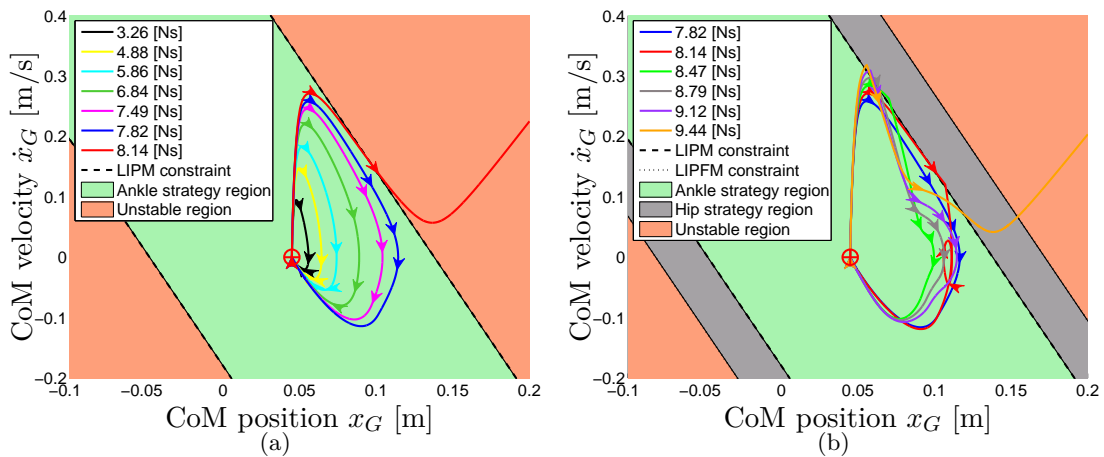 0.4
0.3
0.2
0.1
0
−0.1
−0.2
CoM velocity ẋ_G [m/s]
3.26 [Ns]
4.88 [Ns]
5.86 [Ns]
6.84 [Ns]
7.49 [Ns]
7.82 [Ns]
8.14 [Ns]
LIPM constraint
Ankle strategy region
Unstable region
−0.1 −0.05 0 0.05 0.1 0.15 0.2
CoM position x_G [m]
(a)
0.4
0.3
0.2
0.1
0
−0.1
−0.2
CoM velocity ẋ_G [m/s]
7.82 [Ns]
8.14 [Ns]
8.47 [Ns]
8.79 [Ns]
9.12 [Ns]
9.44 [Ns]
LIPM constraint
LIPFM constraint
Ankle strategy region
Hip strategy region
Unstable region
−0.1 −0.05 0 0.05 0.1 0.15 0.2
CoM position x_G [m]
(b)